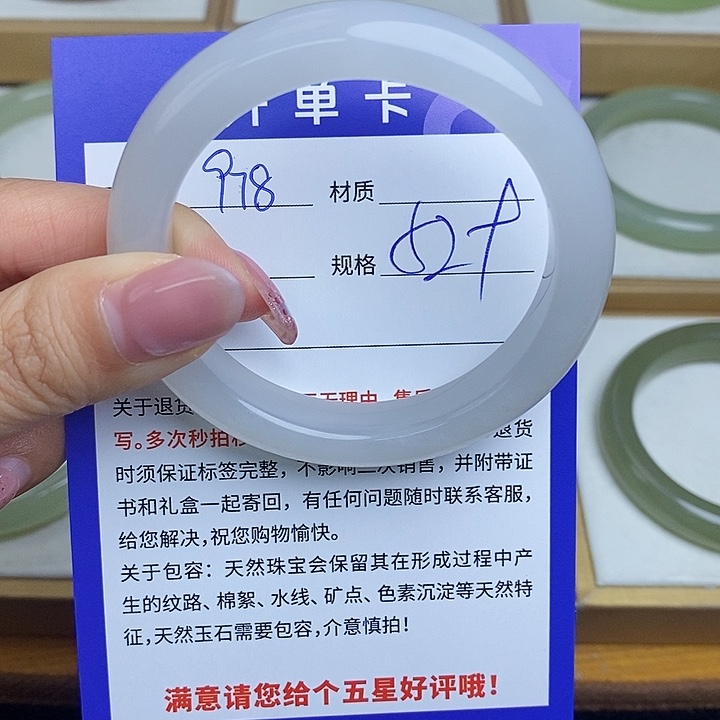 单卡
978 材质
规格
天理由
关于退货
写。多次秒拍 退货
时须保证标签完整，不影响二次销售，并附带证
书和礼盒一起寄回，有任何问题随时联系客服，
给您解决，祝您购物愉快。
关于包容：天然珠宝会保留其在形成过程中产
生的纹路、棉絮、水线、矿点、色素沉淀等天然特
征，天然玉石需要包容，介意慎拍！
满意请您给个五星好评哦！